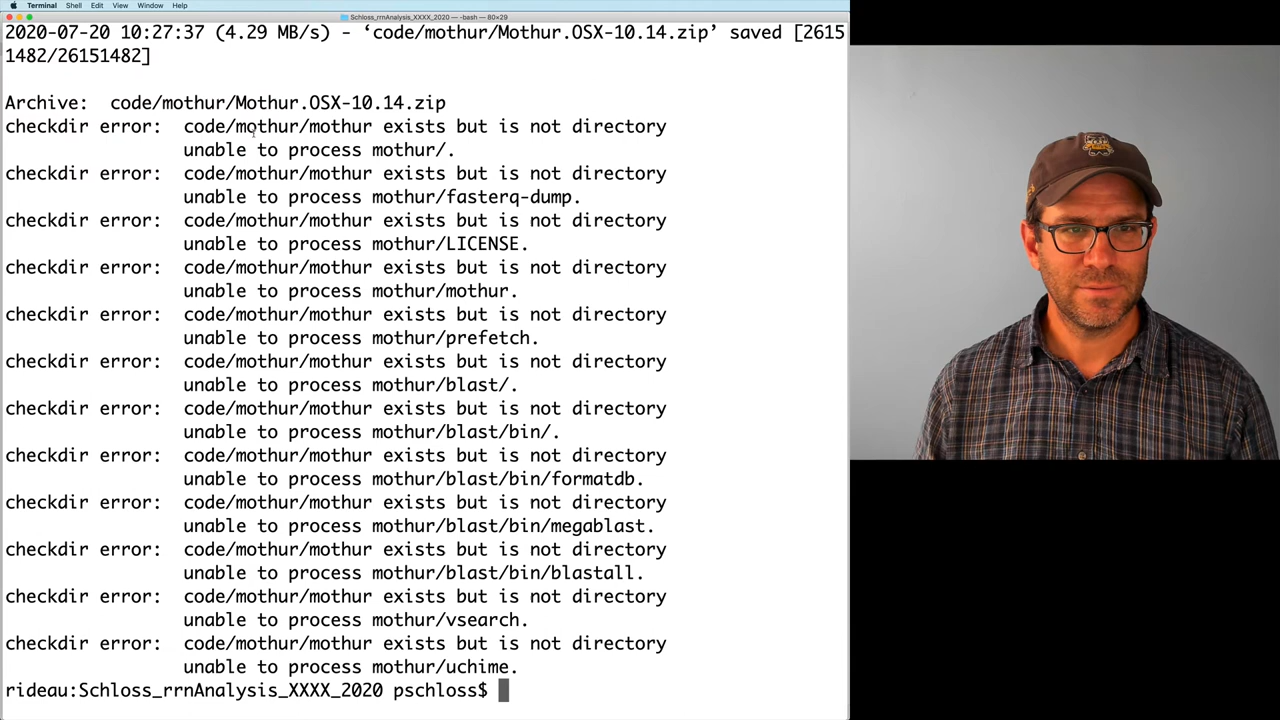 Terminal Shell Edit View Window Help
Schloss_rrnAnalysis_XXXX_2020 — -bash — 80×29
2020-07-20 10:27:37 (4.29 MB/s) - ‘code/mothur/Mothur.OSX-10.14.zip’ saved [2615
1482/26151482]
Archive:  code/mothur/Mothur.OSX-10.14.zip
checkdir error:  code/mothur/mothur exists but is not directory
unable to process mothur/.
checkdir error:  code/mothur/mothur exists but is not directory
unable to process mothur/fasterq-dump.
checkdir error:  code/mothur/mothur exists but is not directory
unable to process mothur/LICENSE.
checkdir error:  code/mothur/mothur exists but is not directory
unable to process mothur/mothur.
checkdir error:  code/mothur/mothur exists but is not directory
unable to process mothur/prefetch.
checkdir error:  code/mothur/mothur exists but is not directory
unable to process mothur/blast/.
checkdir error:  code/mothur/mothur exists but is not directory
unable to process mothur/blast/bin/.
checkdir error:  code/mothur/mothur exists but is not directory
unable to process mothur/blast/bin/formatdb.
checkdir error:  code/mothur/mothur exists but is not directory
unable to process mothur/blast/bin/megablast.
checkdir error:  code/mothur/mothur exists but is not directory
unable to process mothur/blast/bin/blastall.
checkdir error:  code/mothur/mothur exists but is not directory
unable to process mothur/vsearch.
checkdir error:  code/mothur/mothur exists but is not directory
unable to process mothur/uchime.
rideau:Schloss_rrnAnalysis_XXXX_2020 pschloss$